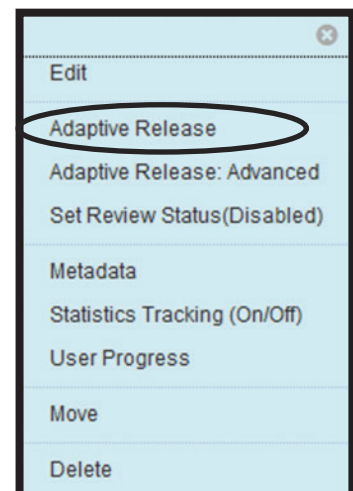 Edit
Adaptive Release
Adaptive Release: Advanced
Set Review Status(Disabled)
Metadata
Statistics Tracking (On/Off)
User Progress
Move
Delete